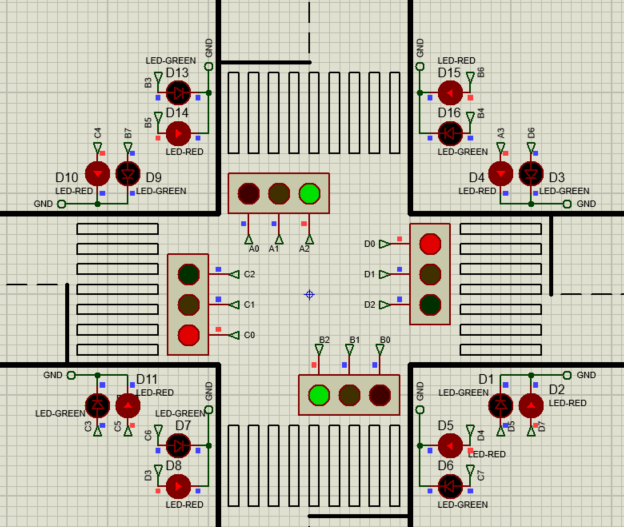 LED-GREEN
D13
B3
GND
D14
B5
LED-RED
GND
LED-RED
D15
B6
D16
B4
LED-GREEN
C4
B7
D10
D9
LED-RED
LED-GREEN
GND
A3
D6
D4
D3
LED-RED
LED-GREEN
GND
A0
A1
A2
D0
D1
D2
C2
C1
C0
B2
B1
B0
GND
D11
LED-RED
LED-GREEN
C3
C5
LED-GREEN
GND
D7
C6
D8
D3
LED-RED
GND
D1
D2
GND
LED-GREEN
LED-RED
D5
D7
GND
D5
D4
LED-RED
D6
C7
LED-GREEN